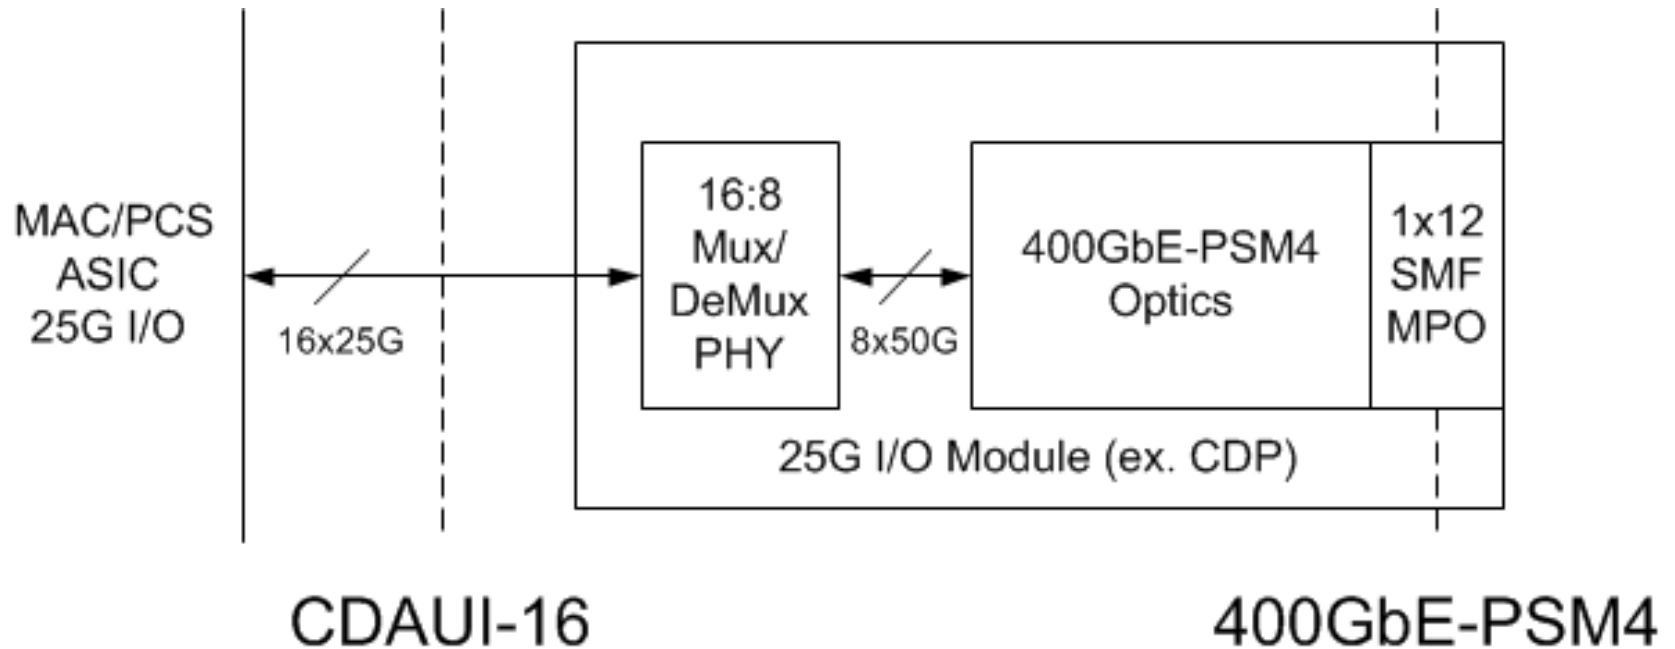 MAC/PCS
ASIC
25G I/O
16x25G
16:8
Mux/
DeMux
PHY
8x50G
400GbE-PSM4
Optics
1x12
SMF
MPO
25G I/O Module (ex. CDP)
CDAUI-16
400GbE-PSM4